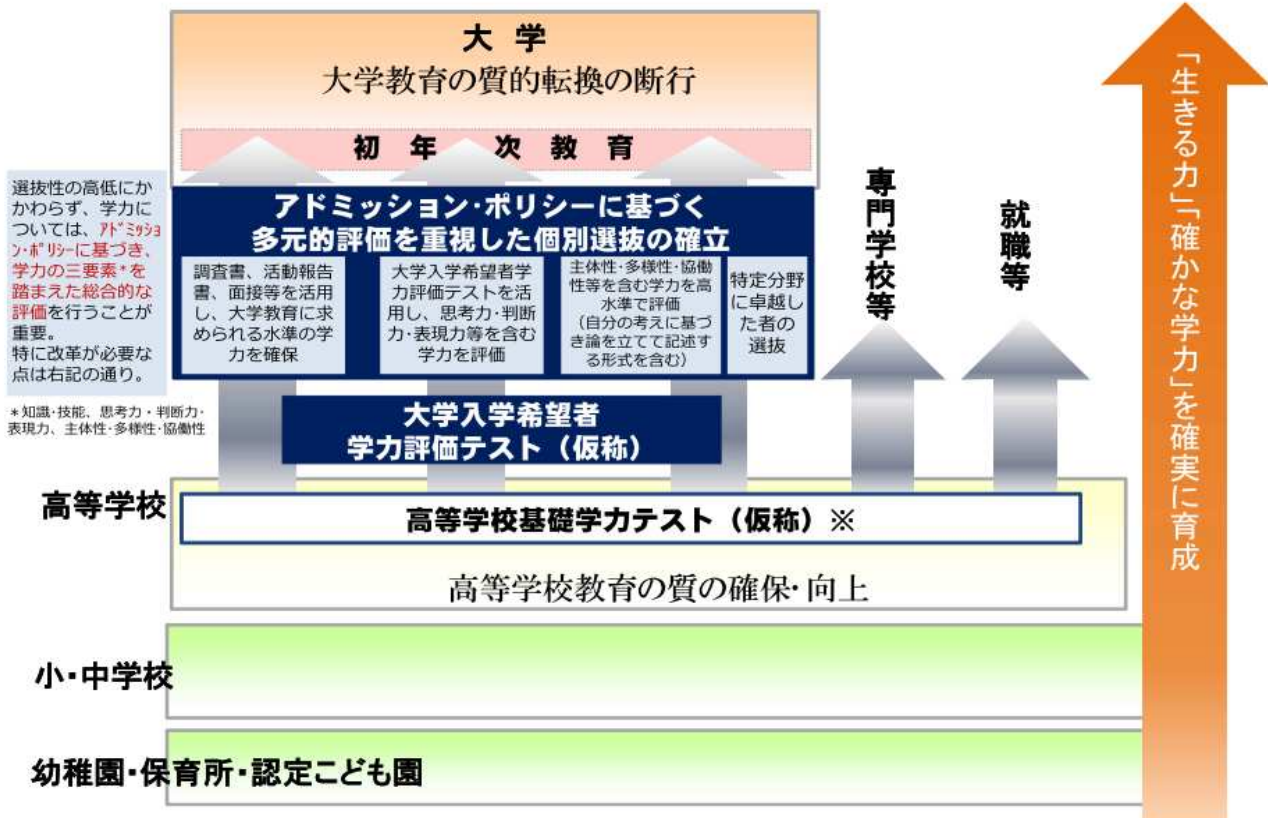 大 学
大学教育の質的転換の断行
初 年 次 教 育
選抜性の高低にか
かわらず、学力に
ついては、アドミッショ
ン・ポリシーに基づき、
学力の三要素*を
踏まえた総合的な
評価を行うことが
重要。
特に改革が必要な
点は右記の通り。
*知識・技能、思考力・判断力・
表現力、主体性・多様性・協働性
アドミッション・ポリシーに基づく
多元的評価を重視した個別選抜の確立
調査書、活動報告
書、面接等を活用
し、大学教育に求
められる水準の学
力を確保
大学入学希望者学
力評価テストを活
用し、思考力・判断
力・表現力等を含む
学力を評価
主体性・多様性・協働
性等を含む学力を高
水準で評価
(自分の考えに基づ
き論を立てて記述す
る形式を含む)
特定分野
に卓越し
た者の
選抜
専門学校等
就職等
「生きる力」「確かな学力」を確実に育成
大学入学希望者
学力評価テスト(仮称)
高等学校
高等学校基礎学力テスト(仮称)※
高等学校教育の質の確保・向上
小・中学校
幼稚園・保育所・認定こども園